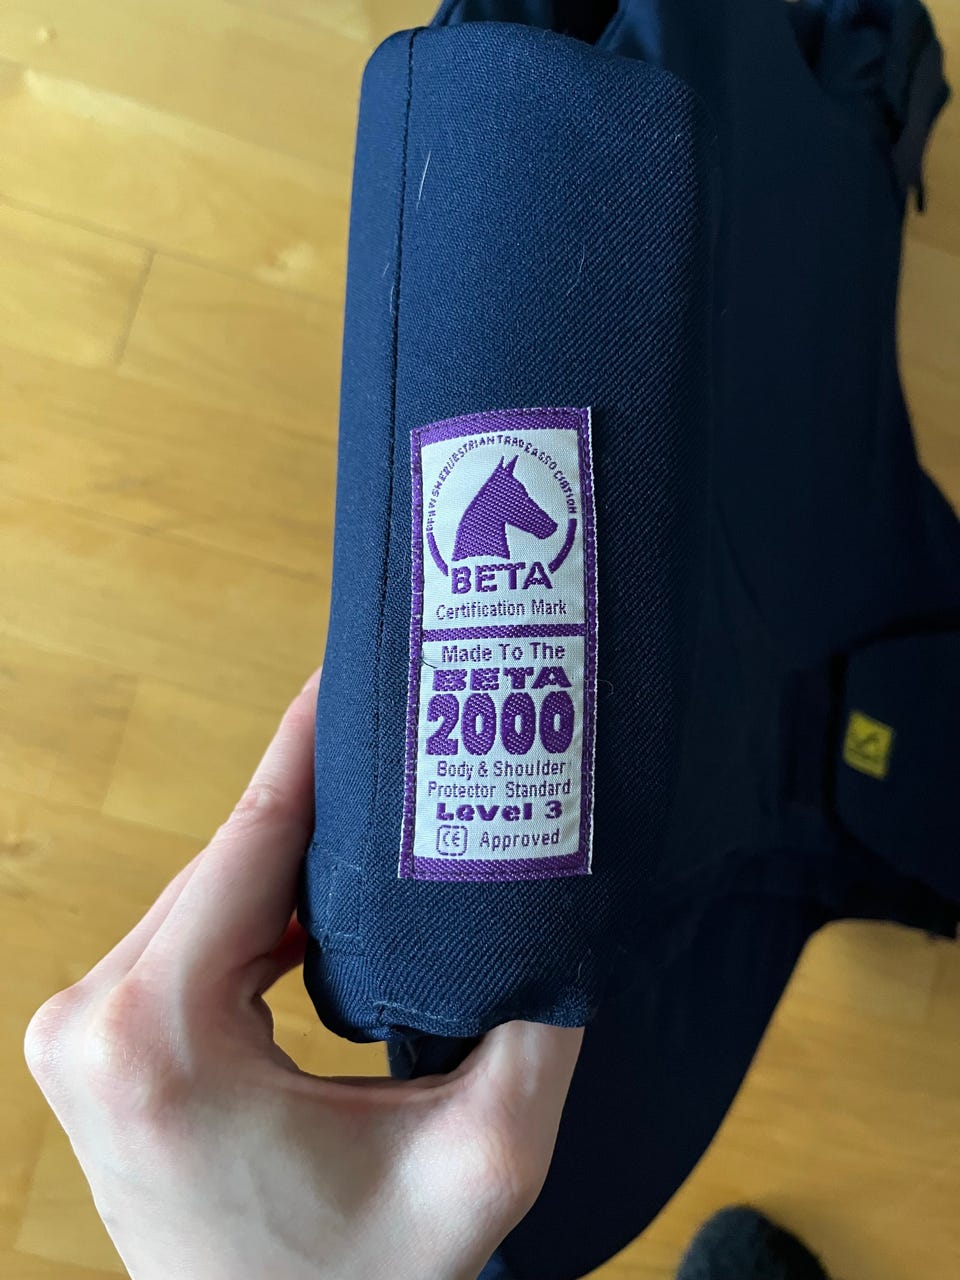 BRITISH EQUESTRIAN TRADE ASSOCIATION
BETA
Certification Mark
Made To The
BETA
2000
Body & Shoulder
Protector Standard
Level 3
CE Approved